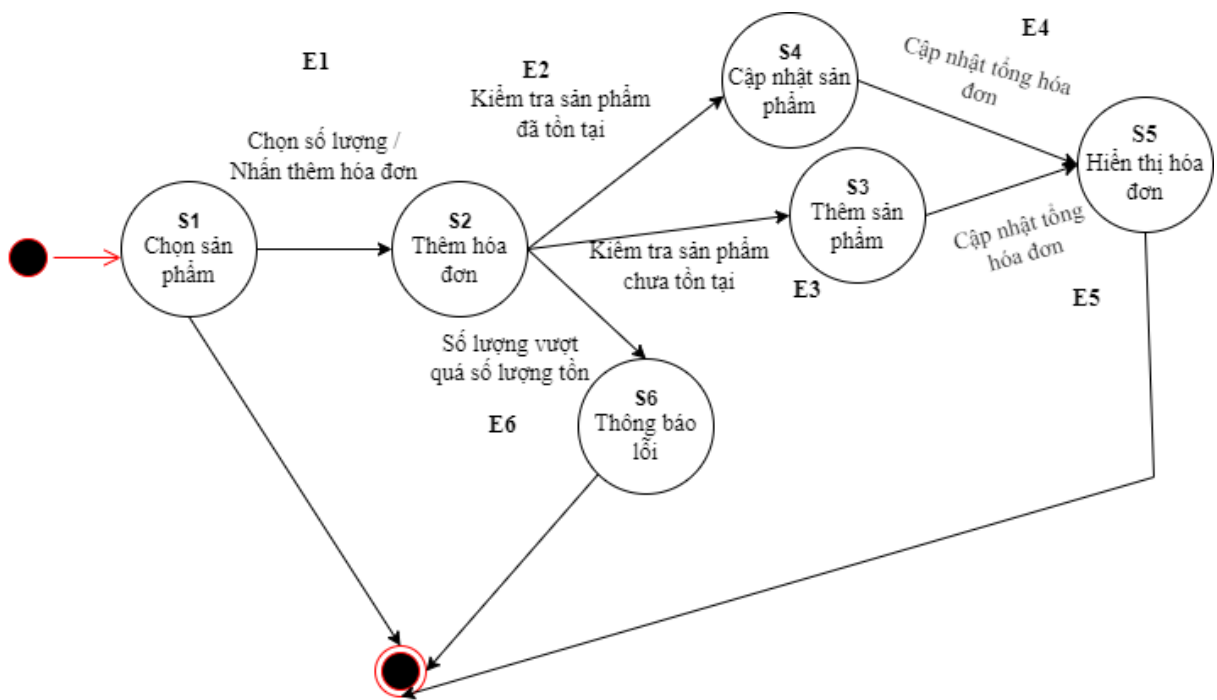 E1
Chọn số lượng /
Nhấn thêm hóa đơn
S1
Chọn sản
phẩm
S2
Thêm hóa
đơn
E2
Kiểm tra sản phẩm
đã tồn tại
S4
Cập nhật sản
phẩm
E4
Cập nhật tổng hóa
đơn
Kiểm tra sản phẩm
chưa tồn tại
E3
S3
Thêm sản
phẩm
Cập nhật tổng
hóa đơn
E5
S5
Hiển thị hóa
đơn
Số lượng vượt
quá số lượng tồn
E6
S6
Thông báo
lỗi